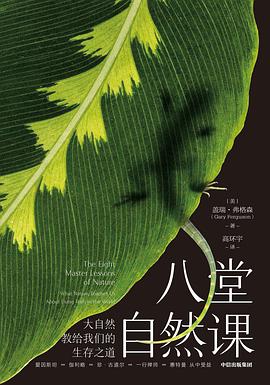 [美]
盖瑞·弗格森
(Gary Ferguson)
—著—
高环宇
—译—
The Eight
Master Lessons
of Nature
What Nature Teaches Us
About Living Well in the World
八堂
自然课
大自然
教给我们的
生存之道
爱因斯坦 — 伽利略 — 珍·古道尔 — 一行禅师 — 惠特曼 从中受益
中信出版集团